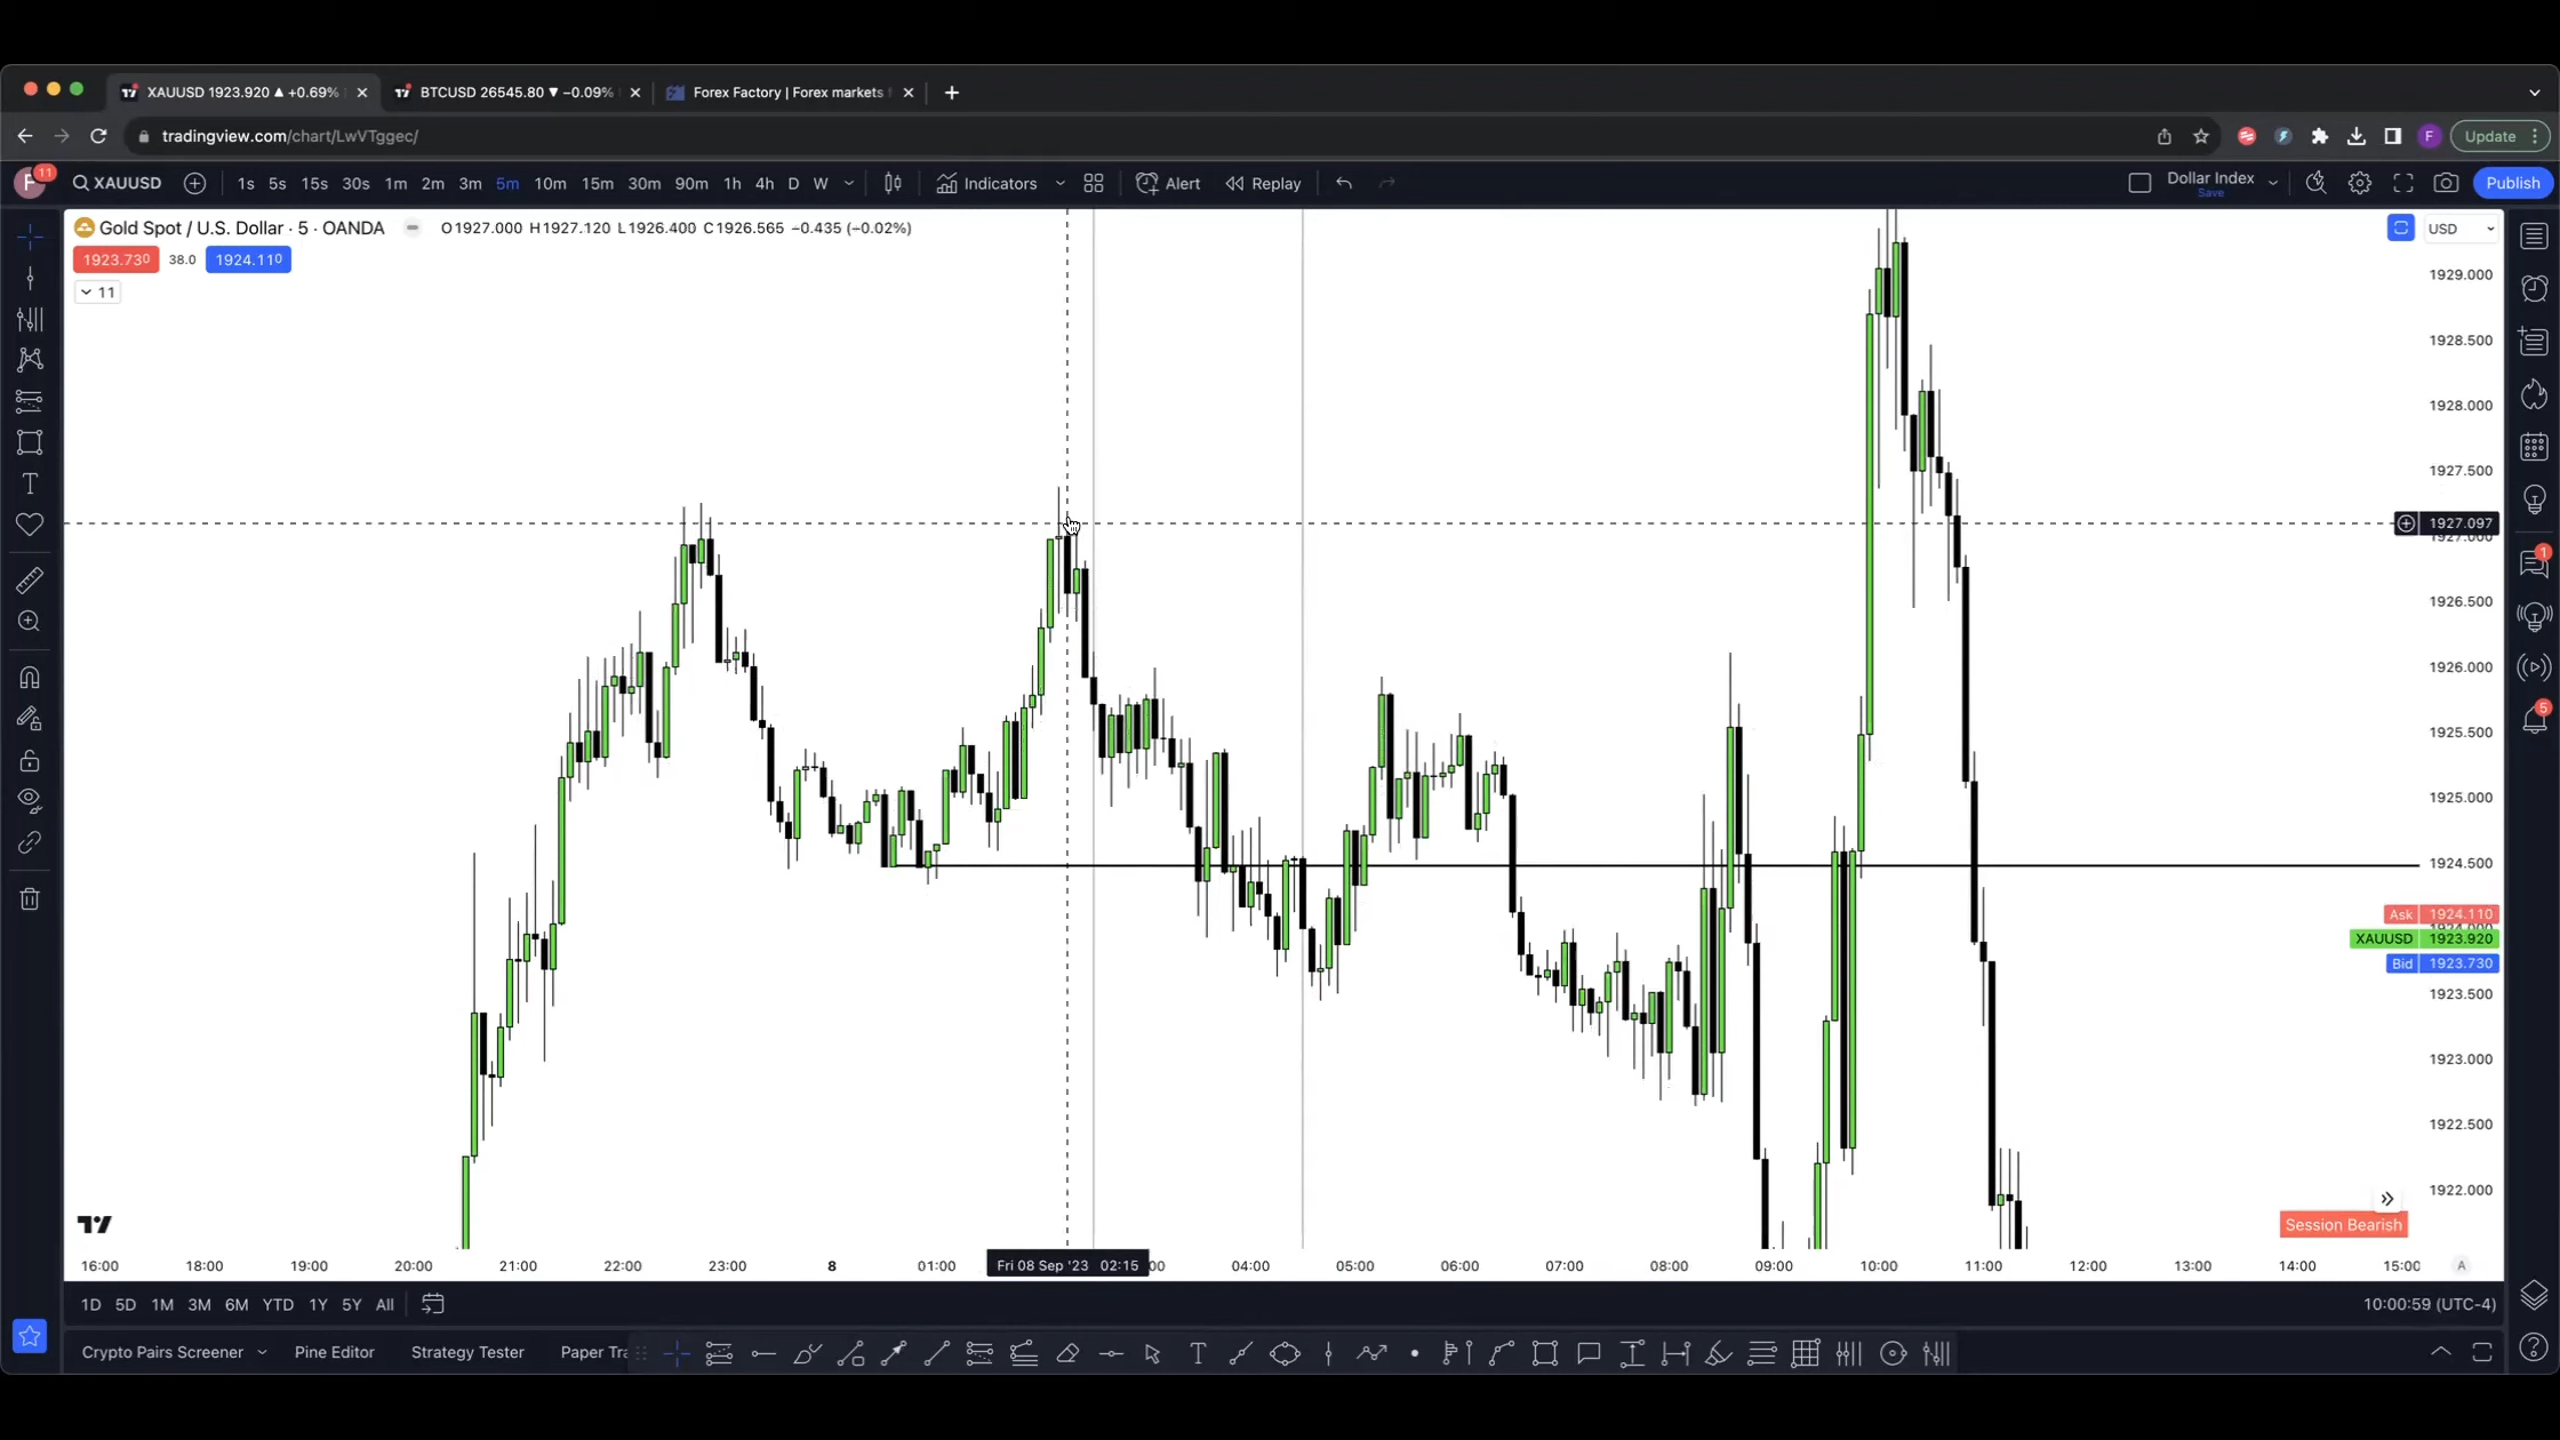 XAUUSD 1923.920 ▲ +0.69%
BTCUSD 26545.80 ▼ −0.09%
Forex Factory | Forex markets
tradingview.com/chart/LwVTggec/
F
Update
F
11
XAUUSD
1s 5s 15s 30s 1m 2m 3m 5m 10m 15m 30m 90m 1h 4h D W
Indicators
Alert
Replay
Dollar Index
Save
Publish
Gold Spot / U.S. Dollar · 5 · OANDA
O1927.000 H1927.120 L1926.400 C1926.565 −0.435 (−0.02%)
USD
1923.730
38.0
1924.110
11
1929.000
1928.500
1928.000
1927.500
1927.097
1927.000
1926.500
1926.000
1925.500
1925.000
1924.500
Ask 1924.110
XAUUSD 1923.920
Bid 1923.730
1923.500
1923.000
1922.500
1922.000
1
5
Session Bearish
16:00 18:00 19:00 20:00 21:00 22:00 23:00 8 01:00 Fri 08 Sep '23 02:15 04:00 05:00 06:00 07:00 08:00 09:00 10:00 11:00 12:00 13:00 14:00 15:00 A
1D 5D 1M 3M 6M YTD 1Y 5Y All
10:00:59 (UTC-4)
Crypto Pairs Screener
Pine Editor
Strategy Tester
Paper Tra
T